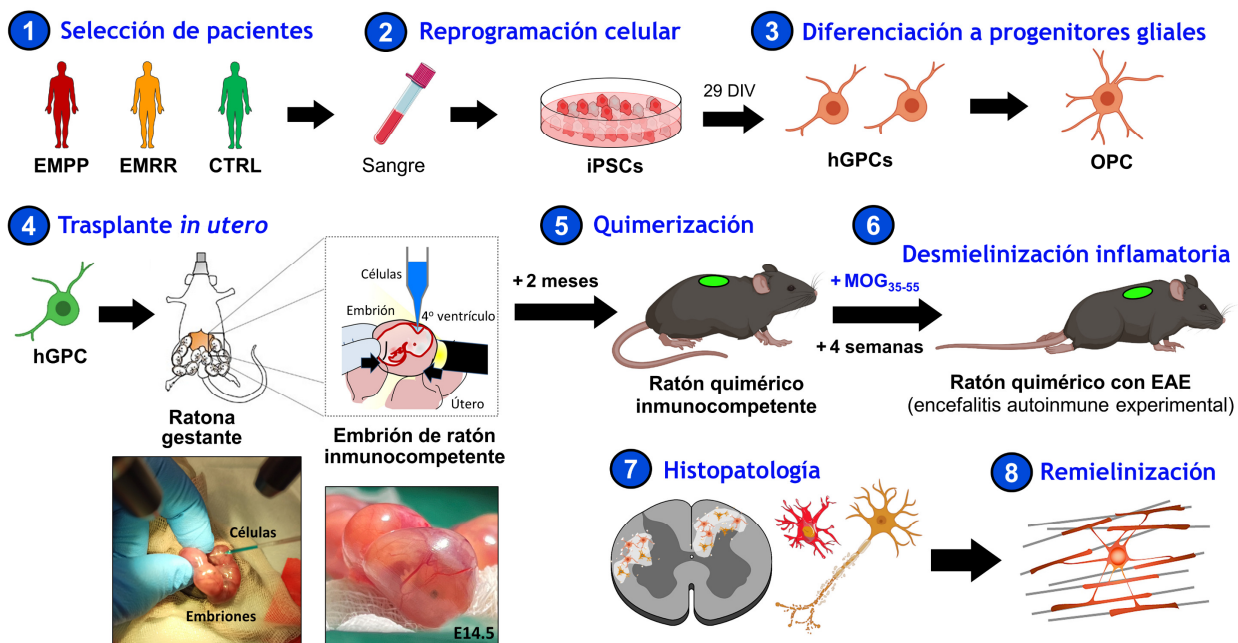 1 Selección de pacientes
EMPP EMRR CTRL
2 Reprogramación celular
Sangre
iPSCs
29 DIV
3 Diferenciación a progenitores gliales
hGPCs
OPC
4 Trasplante in utero
hGPC
Ratona
gestante
Células
Embrión
4º ventrículo
Útero
Embrión de ratón
inmunocompetente
Células
Embriones
E14.5
+ 2 meses
5 Quimerización
Ratón quimérico
inmunocompetente
+ MOG35-55
+ 4 semanas
6
Desmielinización inflamatoria
Ratón quimérico con EAE
(encefalitis autoinmune experimental)
7 Histopatología
8 Remielinización